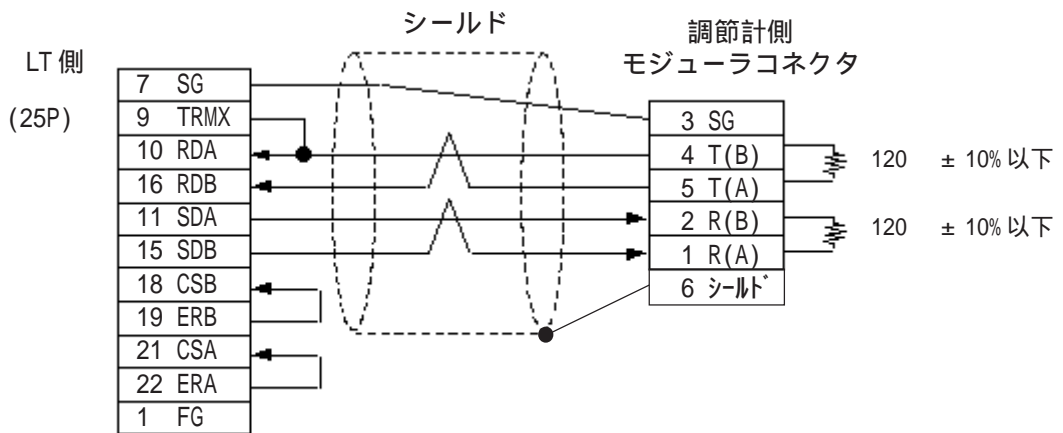 シールド
LT 側
(25P)
7 SG
9 TRMX
10 RDA
16 RDB
11 SDA
15 SDB
18 CSB
19 ERB
21 CSA
22 ERA
1 FG
調節計側
モジューラコネクタ
3 SG
4 T(B)
5 T(A)
2 R(B)
1 R(A)
6 シールド
120 ± 10% 以下
120 ± 10% 以下